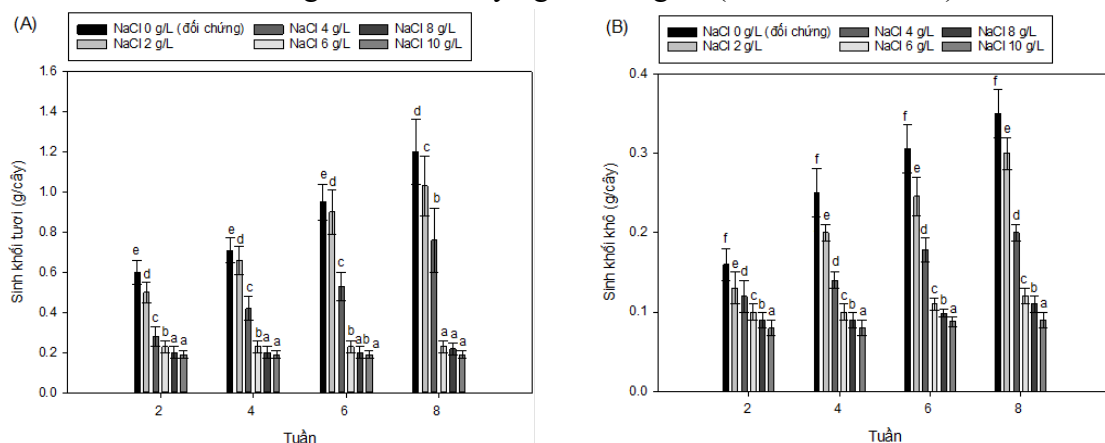 (A)
NaCl 0 g/L (đối chứng) NaCl 4 g/L NaCl 8 g/L
NaCl 2 g/L NaCl 6 g/L NaCl 10 g/L
Sinh khối tươi (g/cây)
1.6
1.4
1.2
1.0
0.8
0.6
0.4
0.2
0.0
e d c b a a
e d c b a a
e d c b ab a
d c b a a a
2 4 6 8
Tuần
(B)
NaCl 0 g/L (đối chứng) NaCl 4 g/L NaCl 8 g/L
NaCl 2 g/L NaCl 6 g/L NaCl 10 g/L
Sinh khối khô (g/cây)
0.4
0.3
0.2
0.1
0.0
f e d c b a
f e d c b a
f e d c b a
f e d c b a
2 4 6 8
Tuần